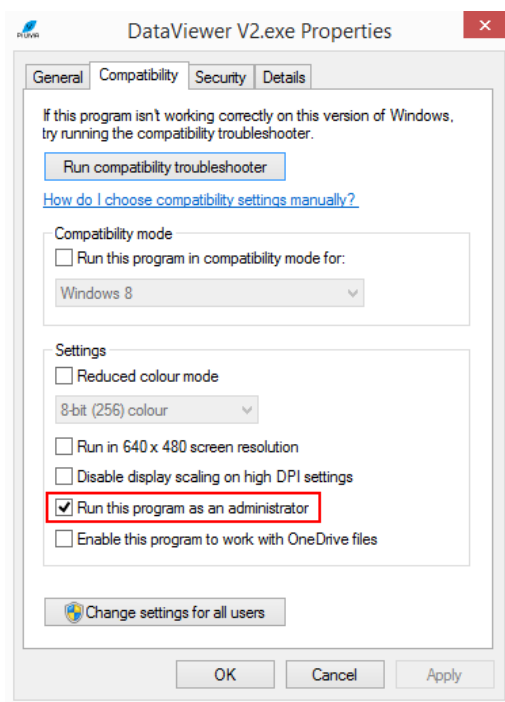 DataViewer V2.exe Properties
PLUVIA
General Compatibility Security Details
If this program isn't working correctly on this version of Windows,
try running the compatibility troubleshooter.
Run compatibility troubleshooter
How do I choose compatibility settings manually?
Compatibility mode
Run this program in compatibility mode for:
Windows 8
Settings
Reduced colour mode
8-bit (256) colour
Run in 640 x 480 screen resolution
Disable display scaling on high DPI settings
Run this program as an administrator
Enable this program to work with OneDrive files
Change settings for all users
OK Cancel Apply